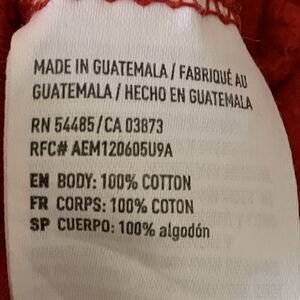 MADE IN GUATEMALA / FABRIQUÉ AU
GUATEMALA / HECHO EN GUATEMALA
RN 54485/CA 03873
RFC# AEM120605U9A
EN BODY: 100% COTTON
FR CORPS: 100% COTON
SP CUERPO: 100% algodón